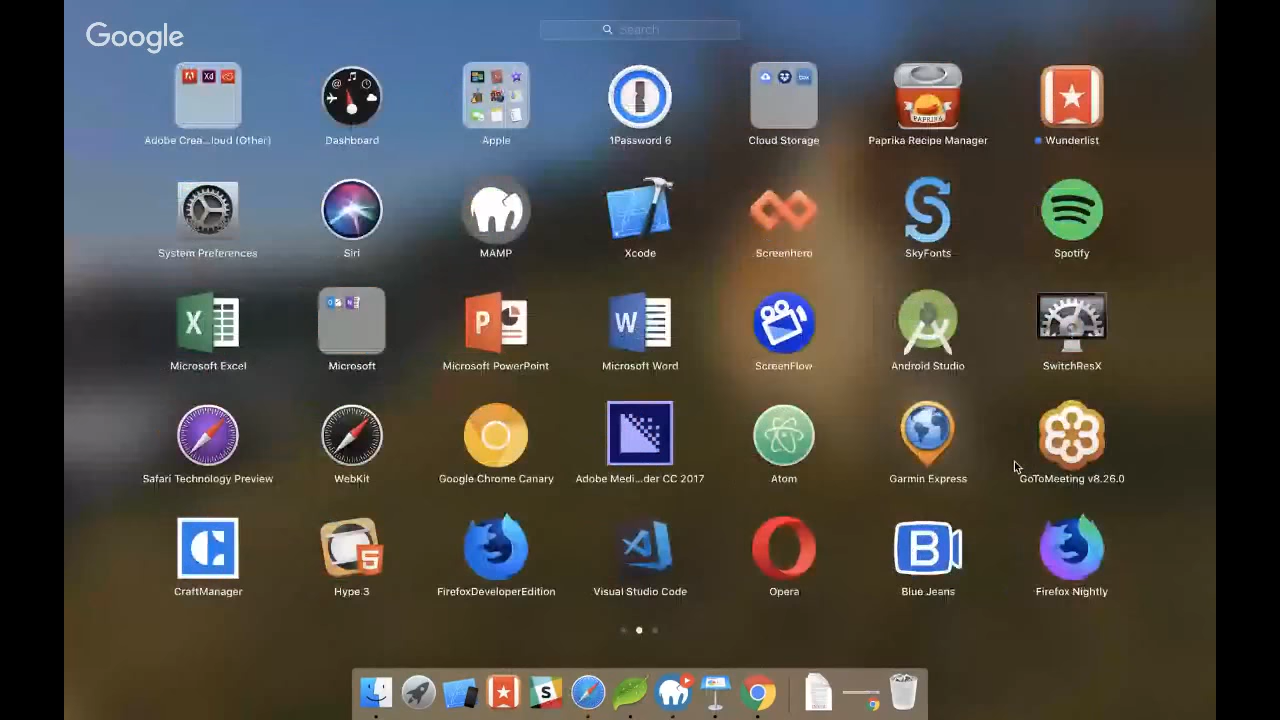 Google
Search
Adobe Crea...loud (Other)
Dashboard
Apple
1Password 6
Cloud Storage
Paprika Recipe Manager
Wunderlist
System Preferences
Siri
MAMP
Xcode
Screenhero
SkyFonts
Spotify
Microsoft Excel
Microsoft
Microsoft PowerPoint
Microsoft Word
ScreenFlow
Android Studio
SwitchResX
Safari Technology Preview
WebKit
Google Chrome Canary
Adobe Medi...der CC 2017
Atom
Garmin Express
GoToMeeting v8.26.0
CraftManager
Hype 3
FirefoxDeveloperEdition
Visual Studio Code
Opera
Blue Jeans
Firefox Nightly